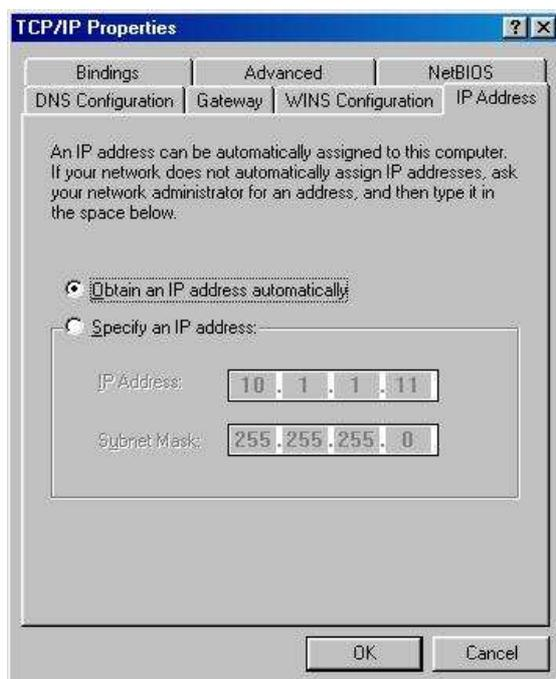 TCP/IP Properties
Bindings
Advanced
NetBIOS
DNS Configuration
Gateway
WINS Configuration
IP Address
An IP address can be automatically assigned to this computer.
If your network does not automatically assign IP addresses, ask
your network administrator for an address, and then type it in
the space below.
Obtain an IP address automatically
Specify an IP address:
IP Address:
10 . 1 . 1 . 11
Subnet Mask:
255 . 255 . 255 . 0
OK
Cancel